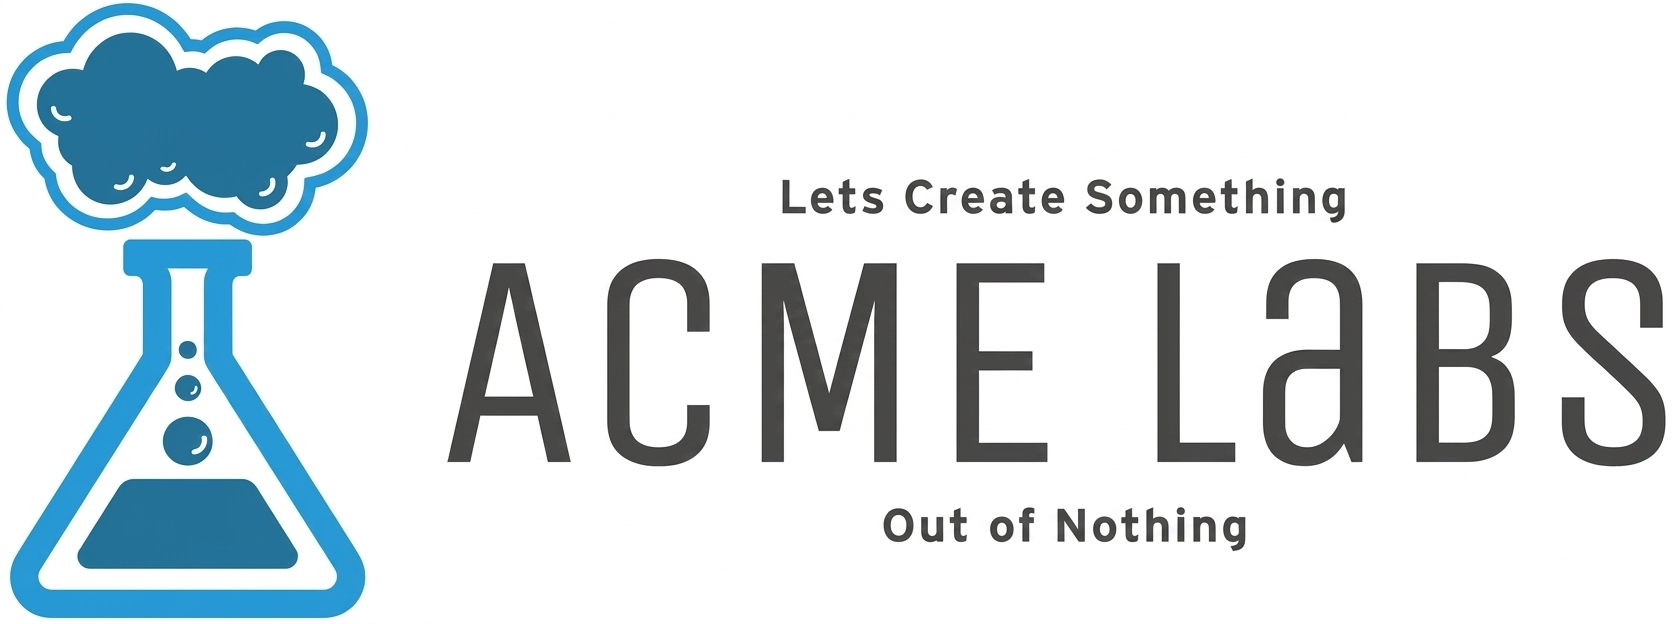 Lets Create Something
ACME LaBS
Out of Nothing